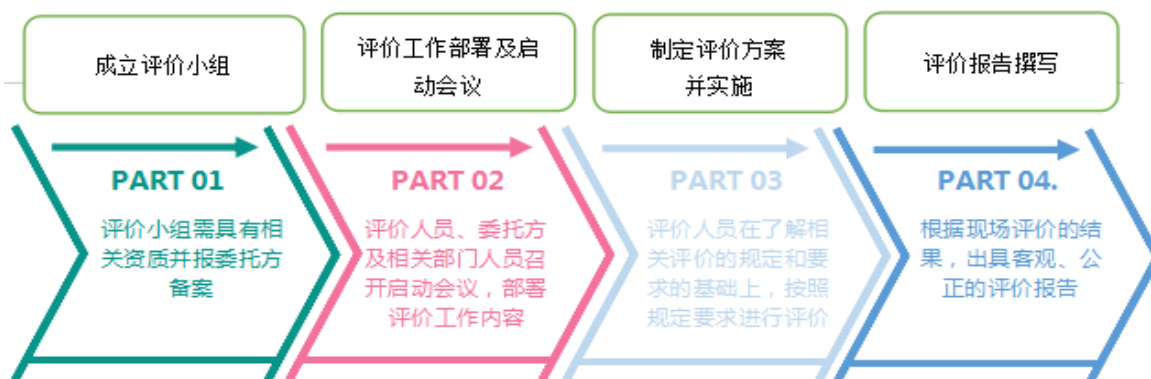 成立评价小组
评价工作部署及启
动会议
制定评价方案
并实施
评价报告撰写
PART 01
评价小组需具有相
关资质并报委托方
备案
PART 02
评价人员、委托方
及相关部门人员召
开启动会议，部署
评价工作内容
PART 03
评价人员在了解相
关评价的规定和要
求的基础上，按照
规定要求进行评价
PART 04.
根据现场评价的结
果，出具客观、公
正的评价报告